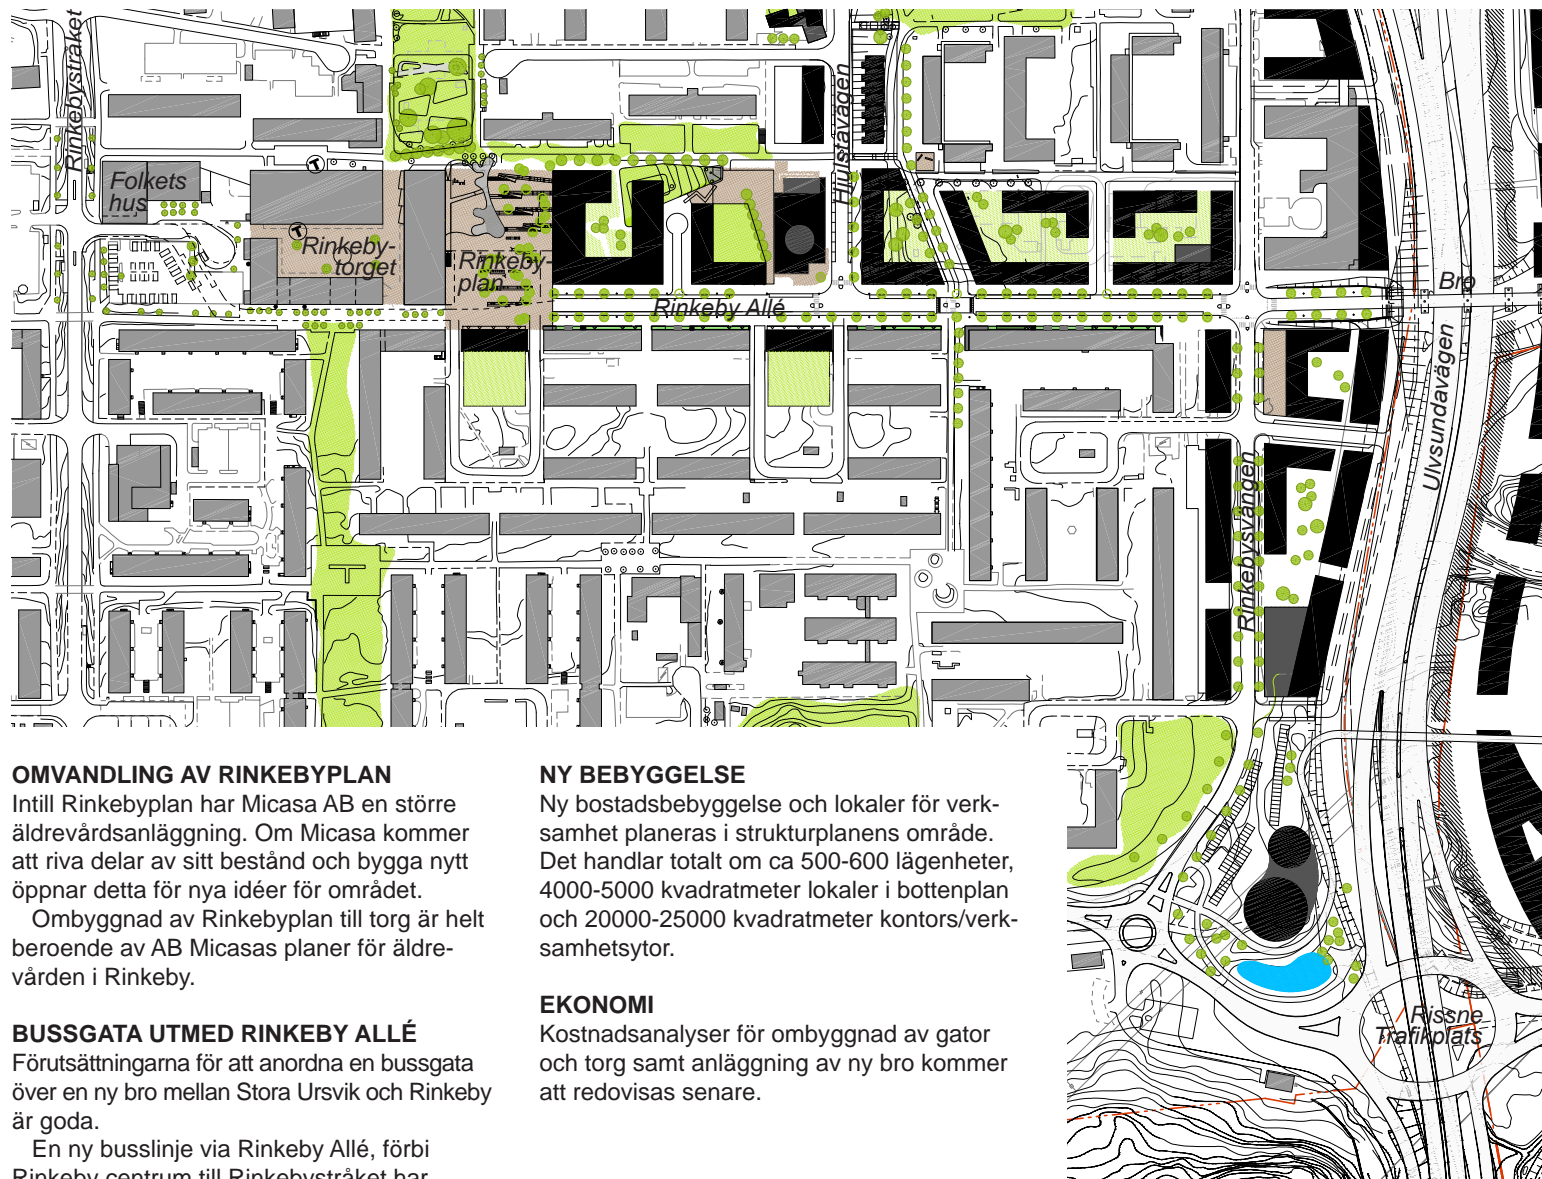 Rinkebystråket
Folkets
hus
T
T
Rinkeby-
torget
Rinkeby-
plan
Hjulstavägen
Rinkeby Allé
Bro
Ulvsundavägen
Rinkebysvängen
Rissne
Trafikplats
OMVANDLING AV RINKEBYPLAN
Intill Rinkebyplan har Micasa AB en större
äldrevårdsanläggning. Om Micasa kommer
att riva delar av sitt bestånd och bygga nytt
öppnar detta för nya idéer för området.
Ombyggnad av Rinkebyplan till torg är helt
beroende av AB Micasas planer för äldre-
vården i Rinkeby.
BUSSGATA UTMED RINKEBY ALLÉ
Förutsättningarna för att anordna en bussgata
över en ny bro mellan Stora Ursvik och Rinkeby
är goda.
En ny busslinje via Rinkeby Allé, förbi
Rinkeby centrum till Rinkebystråket har
NY BEBYGGELSE
Ny bostadsbebyggelse och lokaler för verk-
samhet planeras i strukturplanens område.
Det handlar totalt om ca 500-600 lägenheter,
4000-5000 kvadratmeter lokaler i bottenplan
och 20000-25000 kvadratmeter kontors/verk-
samhetsytor.
EKONOMI
Kostnadsanalyser för ombyggnad av gator
och torg samt anläggning av ny bro kommer
att redovisas senare.